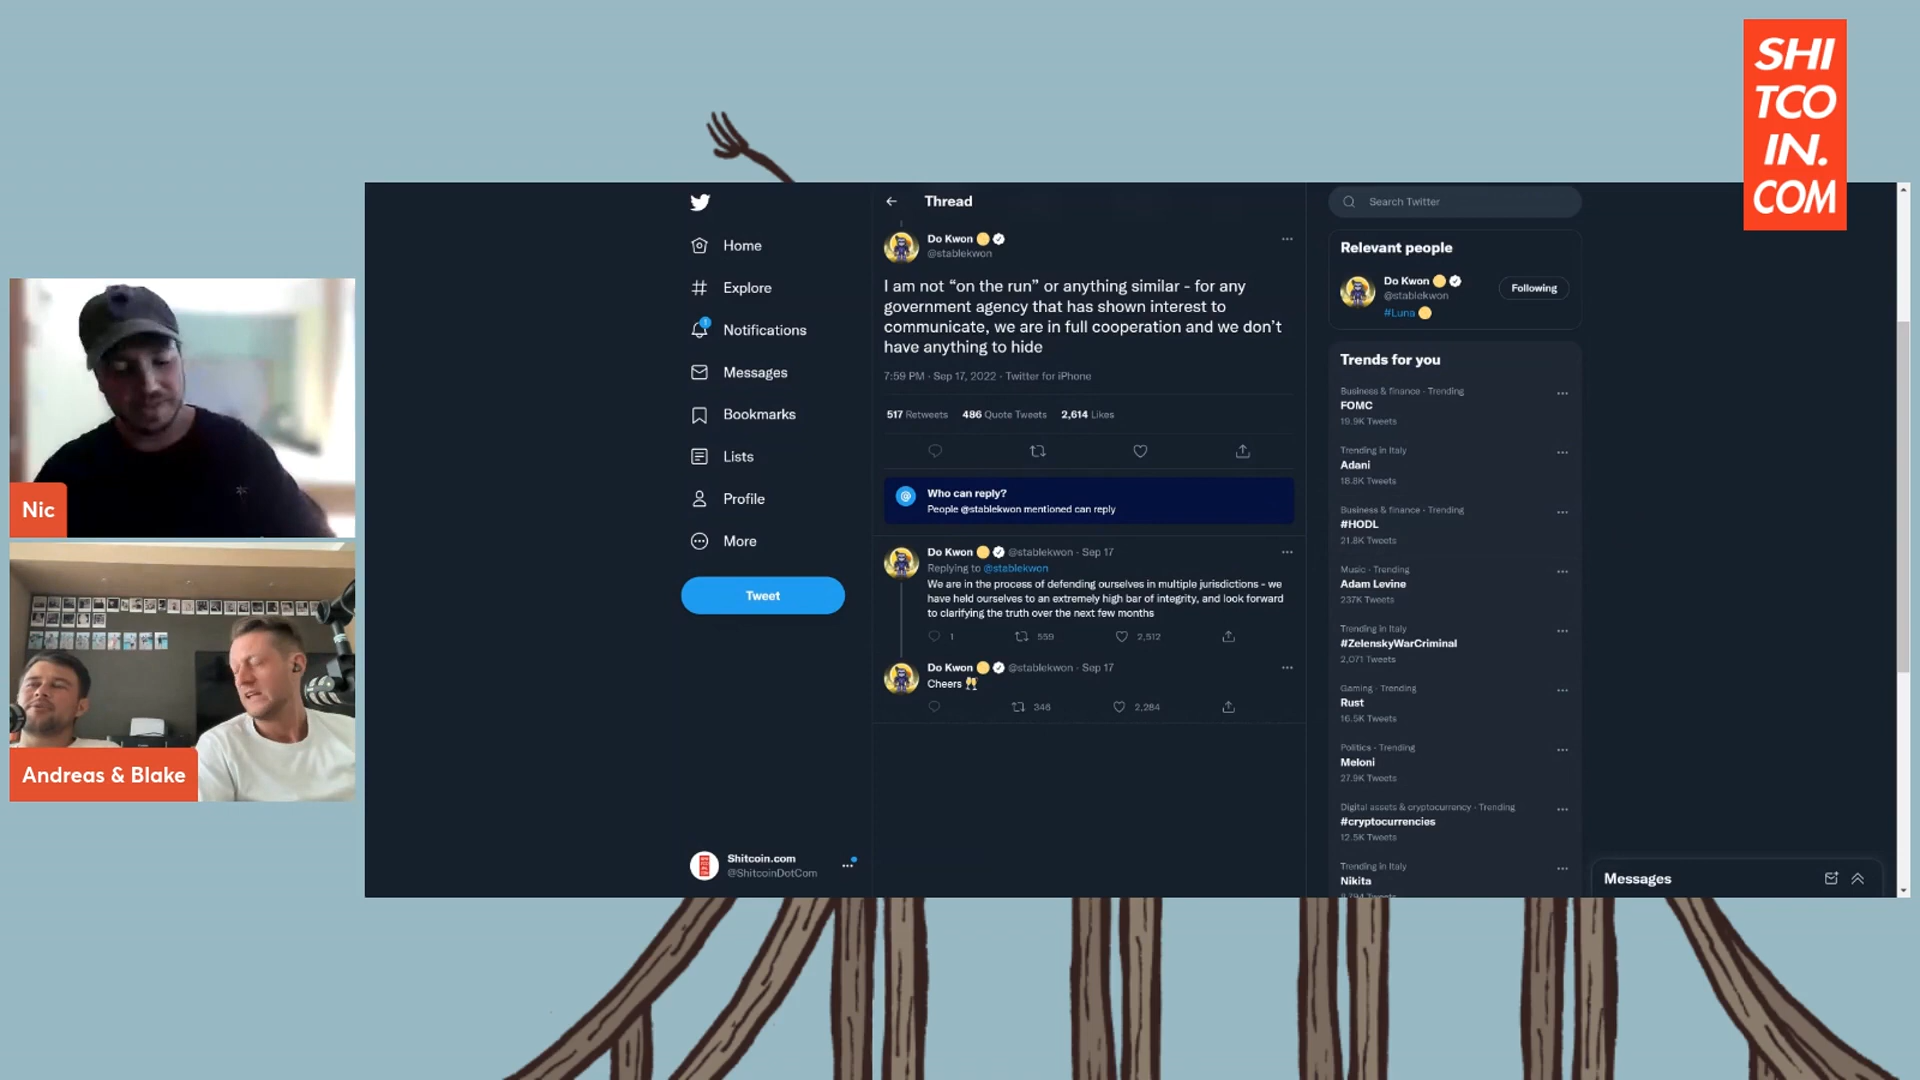 SHI
TCO
IN.
COM
Nic
Andreas & Blake
Home
Explore
1
Notifications
Messages
Bookmarks
Lists
Profile
More
Tweet
Shitcoin.com
@ShitcoinDotCom
Thread
Do Kwon
@stablekwon
I am not “on the run” or anything similar - for any
government agency that has shown interest to
communicate, we are in full cooperation and we don’t
have anything to hide
7:59 PM · Sep 17, 2022 · Twitter for iPhone
517 Retweets 486 Quote Tweets 2,614 Likes
Who can reply?
People @stablekwon mentioned can reply
Do Kwon @stablekwon · Sep 17
Replying to @stablekwon
We are in the process of defending ourselves in multiple jurisdictions - we
have held ourselves to an extremely high bar of integrity, and look forward
to clarifying the truth over the next few months
1 559 2,512
Do Kwon @stablekwon · Sep 17
Cheers
346 2,284
Search Twitter
Relevant people
Do Kwon
@stablekwon
Following
#Luna
Trends for you
Business & finance · Trending
FOMC
19.9K Tweets
Trending in Italy
Adani
18.8K Tweets
Business & finance · Trending
#HODL
21.8K Tweets
Music · Trending
Adam Levine
237K Tweets
Trending in Italy
#ZelenskyWarCriminal
2,071 Tweets
Gaming · Trending
Rust
16.5K Tweets
Politics · Trending
Meloni
27.9K Tweets
Digital assets & cryptocurrency · Trending
#cryptocurrencies
12.5K Tweets
Trending in Italy
Nikita
Messages